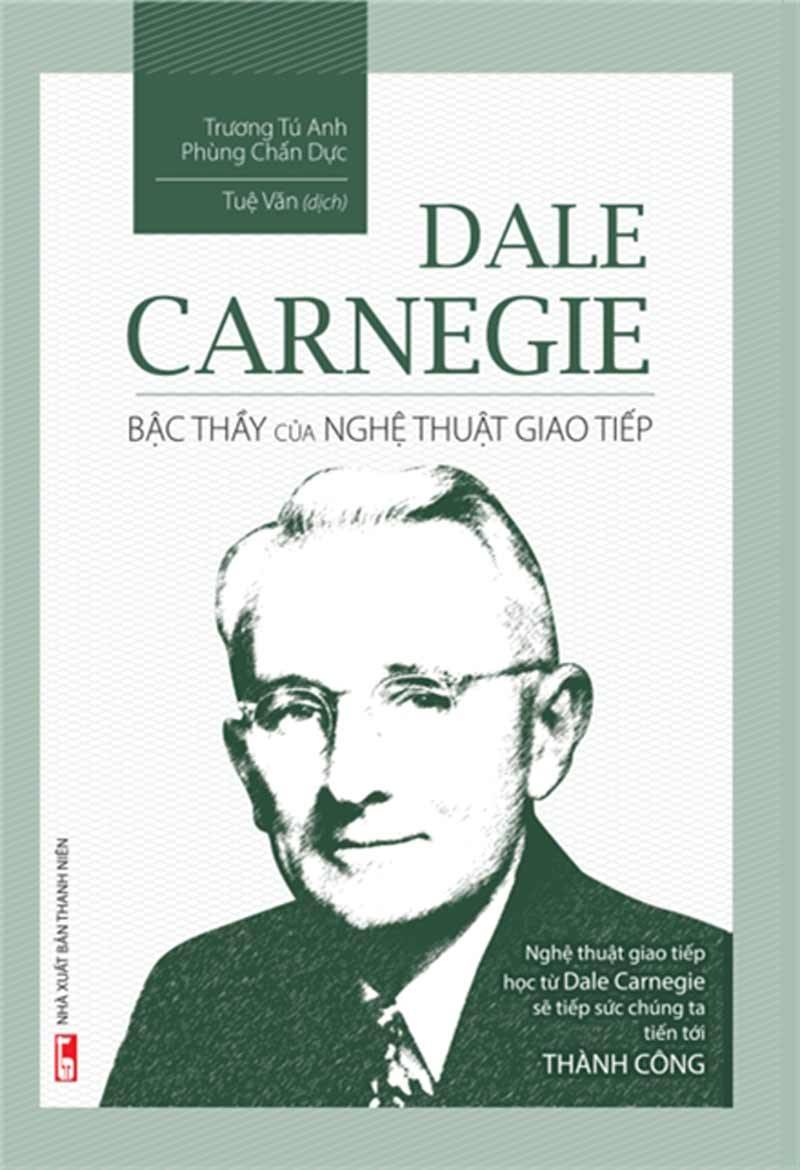 Trương Tú Anh
Phùng Chấn Dực
Tuệ Văn (dịch)
DALE
CARNEGIE
BẬC THẦY CỦA NGHỆ THUẬT GIAO TIẾP
Nghệ thuật giao tiếp
học từ Dale Carnegie
sẽ tiếp sức chúng ta
tiến tới
THÀNH CÔNG
NHÀ XUẤT BẢN THANH NIÊN